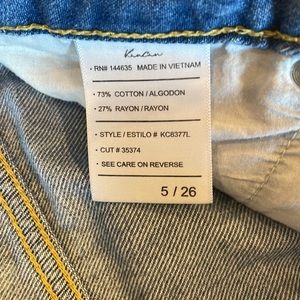 KanCan
• RN# 144635 MADE IN VIETNAM
• 73% COTTON / ALGODON
• 27% RAYON / RAYON
• STYLE / ESTILO # KC8377L
• CUT # 35374
• SEE CARE ON REVERSE
5 / 26